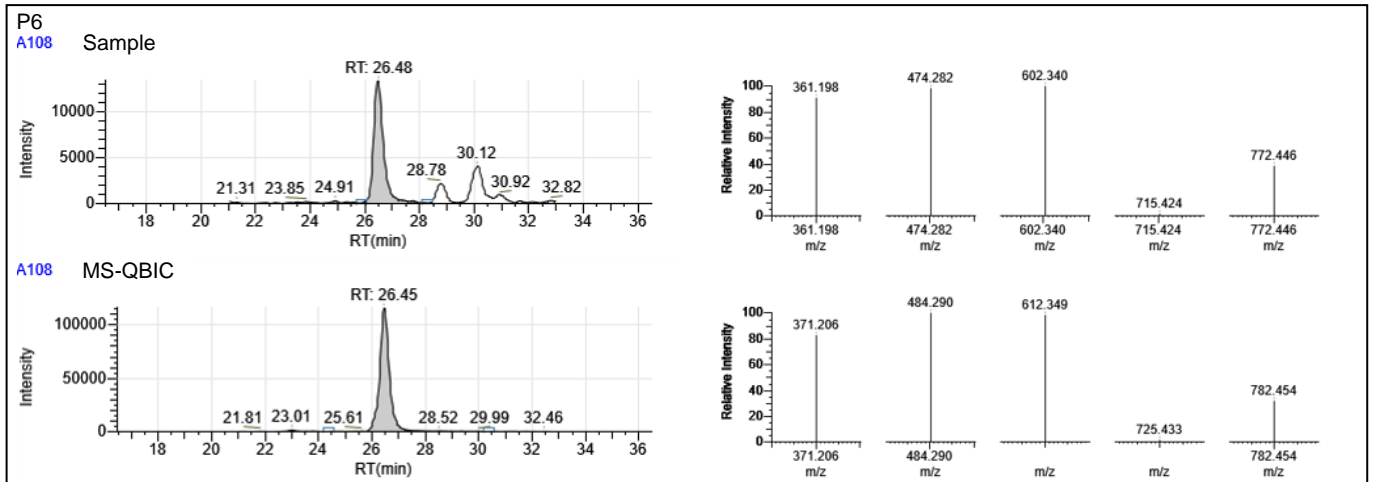 P6
A108 Sample
RT: 26.48
Intensity
10000
5000
0
21.31 23.85 24.91 28.78 30.12 30.92 32.82
18 20 22 24 26 28 30 32 34 36
RT(min)
Relative Intensity
100
80
60
40
20
0
361.198 474.282 602.340 715.424 772.446
361.198 474.282 602.340 715.424 772.446
m/z m/z m/z m/z m/z
A108 MS-QBIC
RT: 26.45
Intensity
100000
50000
0
21.81 23.01 25.61 28.52 29.99 32.46
18 20 22 24 26 28 30 32 34 36
RT(min)
Relative Intensity
100
80
60
40
20
0
371.206 484.290 612.349 725.433 782.454
371.206 484.290 782.454
m/z m/z m/z m/z m/z